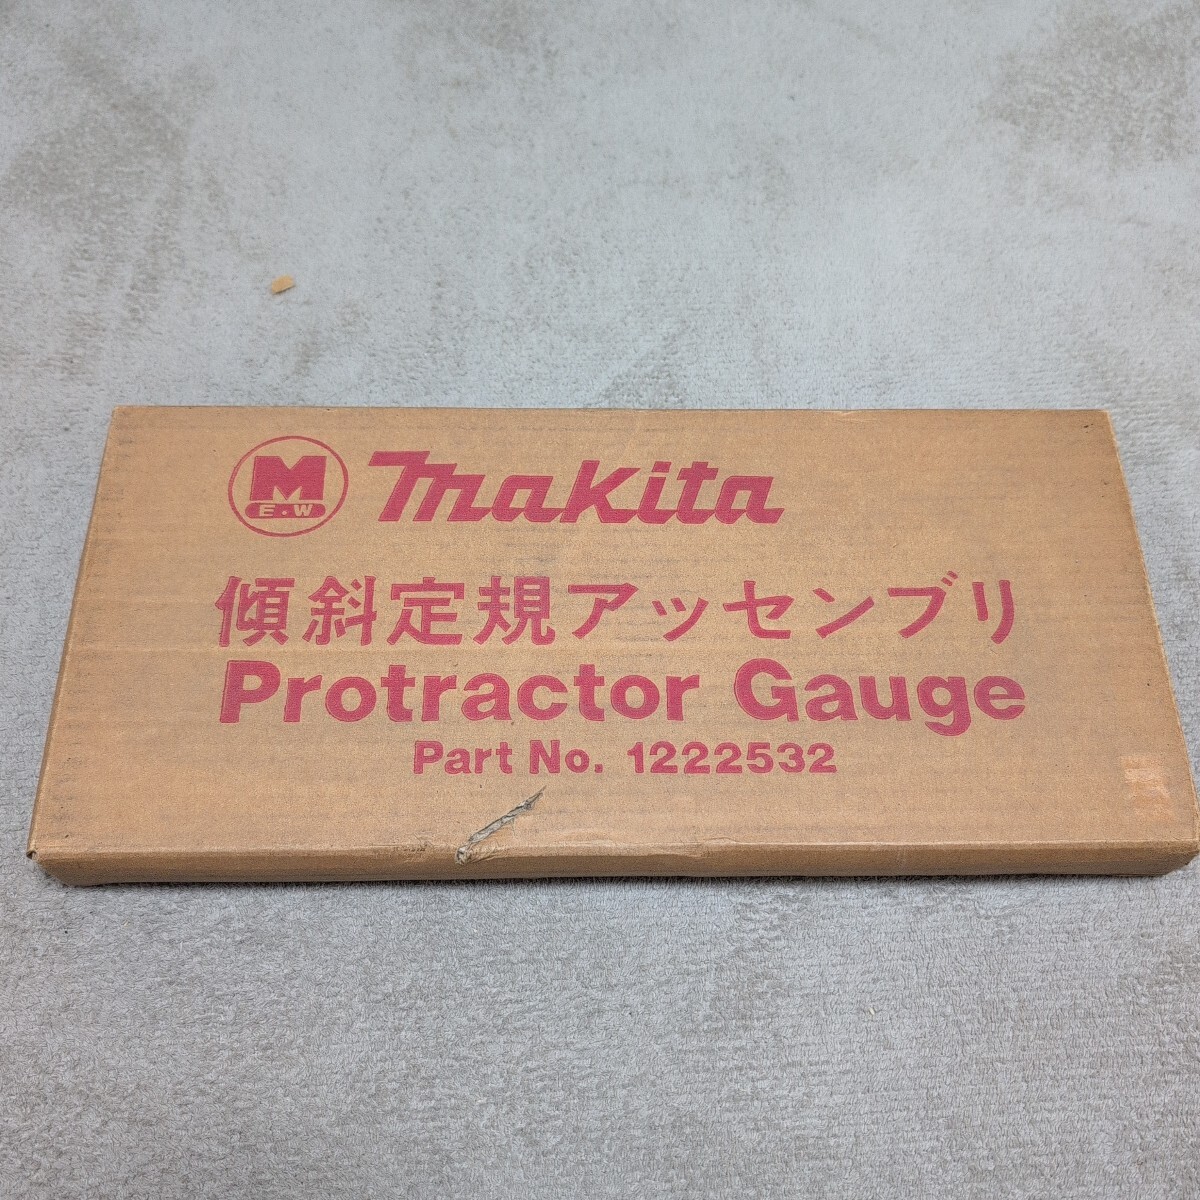 M
E・W
makita
傾斜定規アッセンブリ
Protractor Gauge
Part No. 1222532